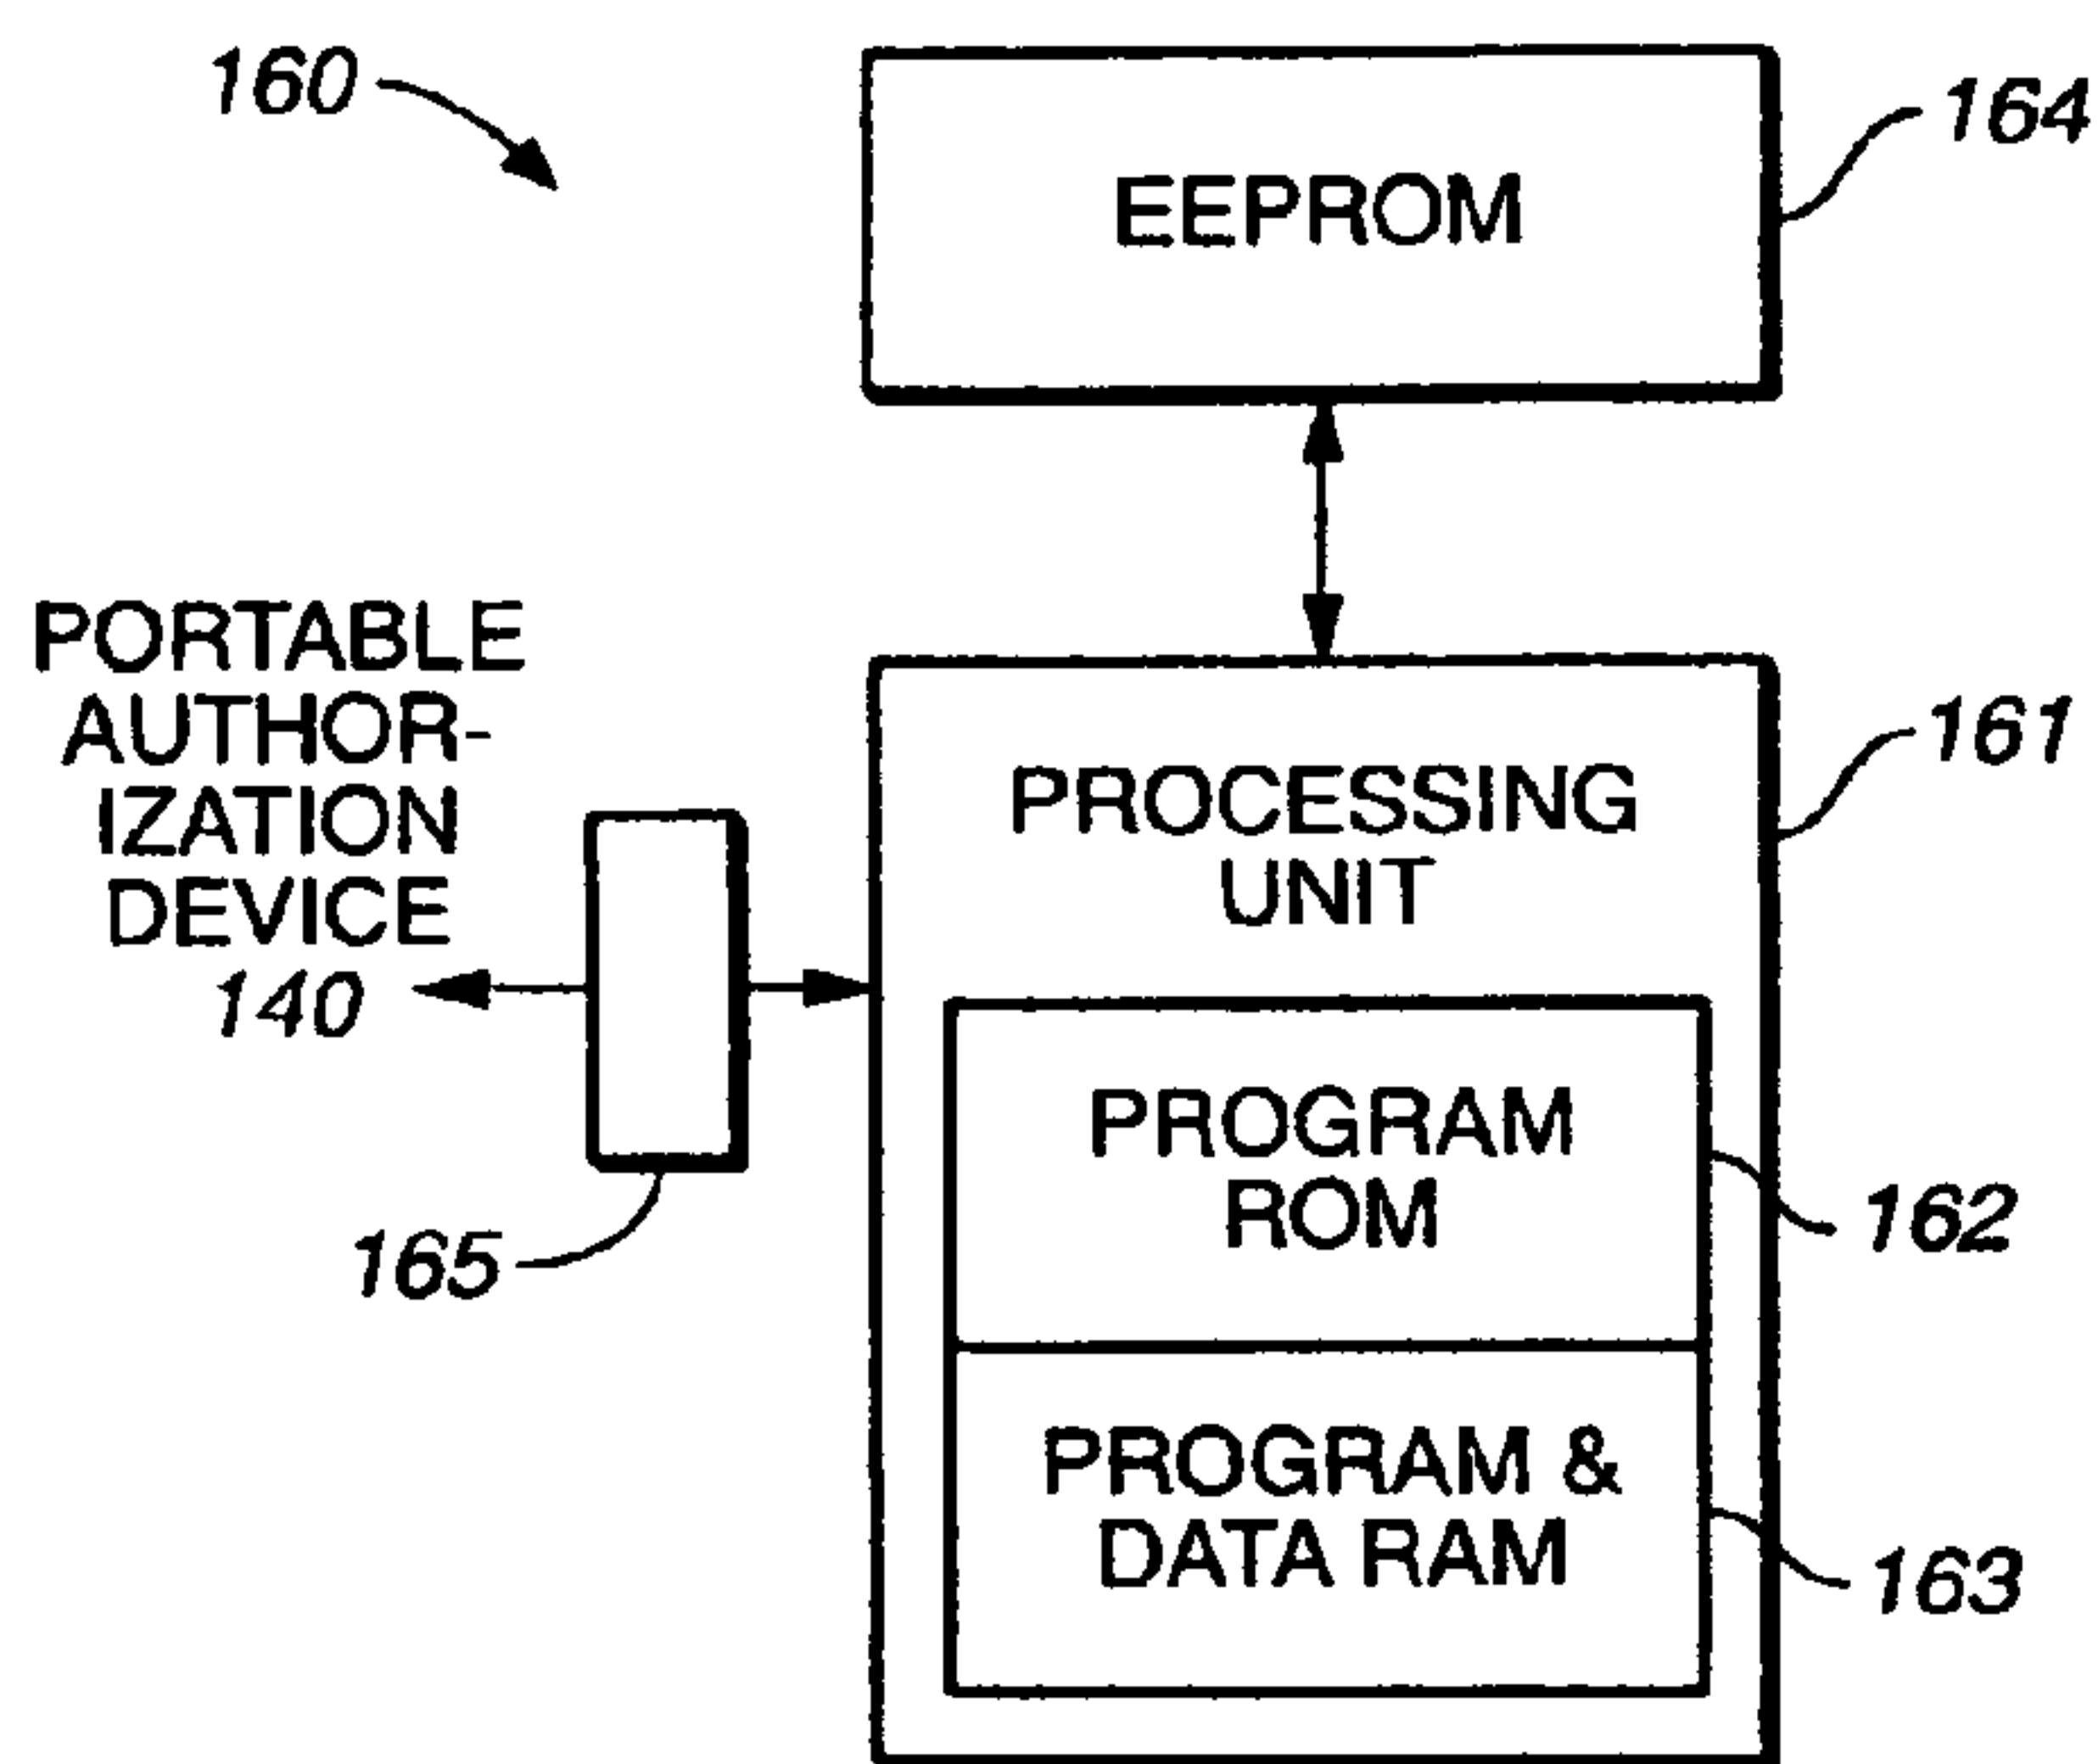 160
164
EEPROM
PORTABLE
AUTHOR-
IZATION
DEVICE
140
161
PROCESSING
UNIT
PROGRAM
ROM
162
165
PROGRAM &
DATA RAM
163